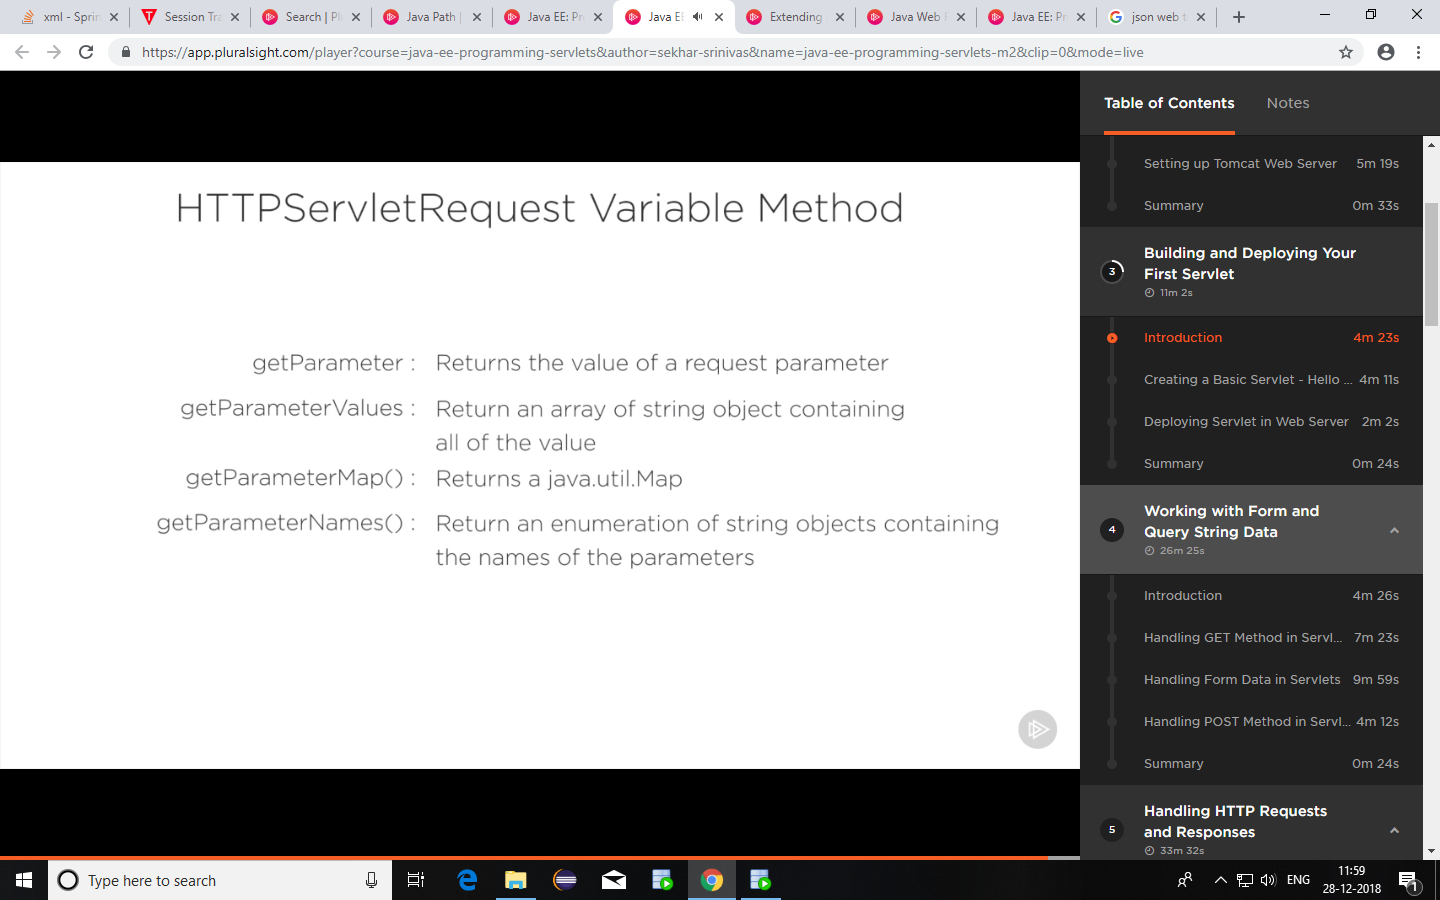 xml - Sprin
Session Tra
Search | Pl
Java Path |
Java EE: Pr
Java EE
Extending
Java Web F
Java EE: Pr
json web t
https://app.pluralsight.com/player?course=java-ee-programming-servlets&author=sekhar-srinivas&name=java-ee-programming-servlets-m2&clip=0&mode=live
HTTPServletRequest Variable Method
getParameter : Returns the value of a request parameter
getParameterValues : Return an array of string object containing
all of the value
getParameterMap() : Returns a java.util.Map
getParameterNames() : Return an enumeration of string objects containing
the names of the parameters
Table of Contents Notes
Setting up Tomcat Web Server 5m 19s
Summary 0m 33s
3
Building and Deploying Your
First Servlet
11m 2s
Introduction 4m 23s
Creating a Basic Servlet - Hello ... 4m 11s
Deploying Servlet in Web Server 2m 2s
Summary 0m 24s
4
Working with Form and
Query String Data
26m 25s
Introduction 4m 26s
Handling GET Method in Servl... 7m 23s
Handling Form Data in Servlets 9m 59s
Handling POST Method in Servl... 4m 12s
Summary 0m 24s
5
Handling HTTP Requests
and Responses
33m 32s
Type here to search
ENG
11:59
28-12-2018
1